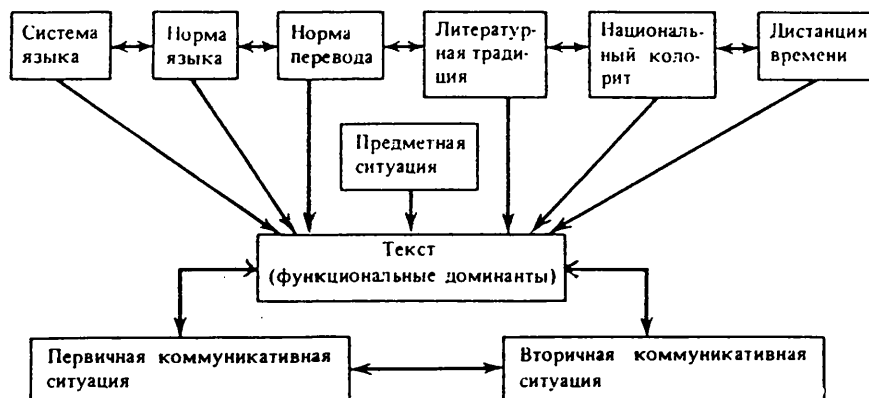 Система
языка
Норма
языка
Норма
перевода
Литератур-
ная тради-
ция
Националь-
ный коло-
рит
Дистанция
времени
Предметная
ситуация
Текст
(функциональные доминанты)
Первичная коммуникативная
ситуация
Вторичная коммуникативная
ситуация